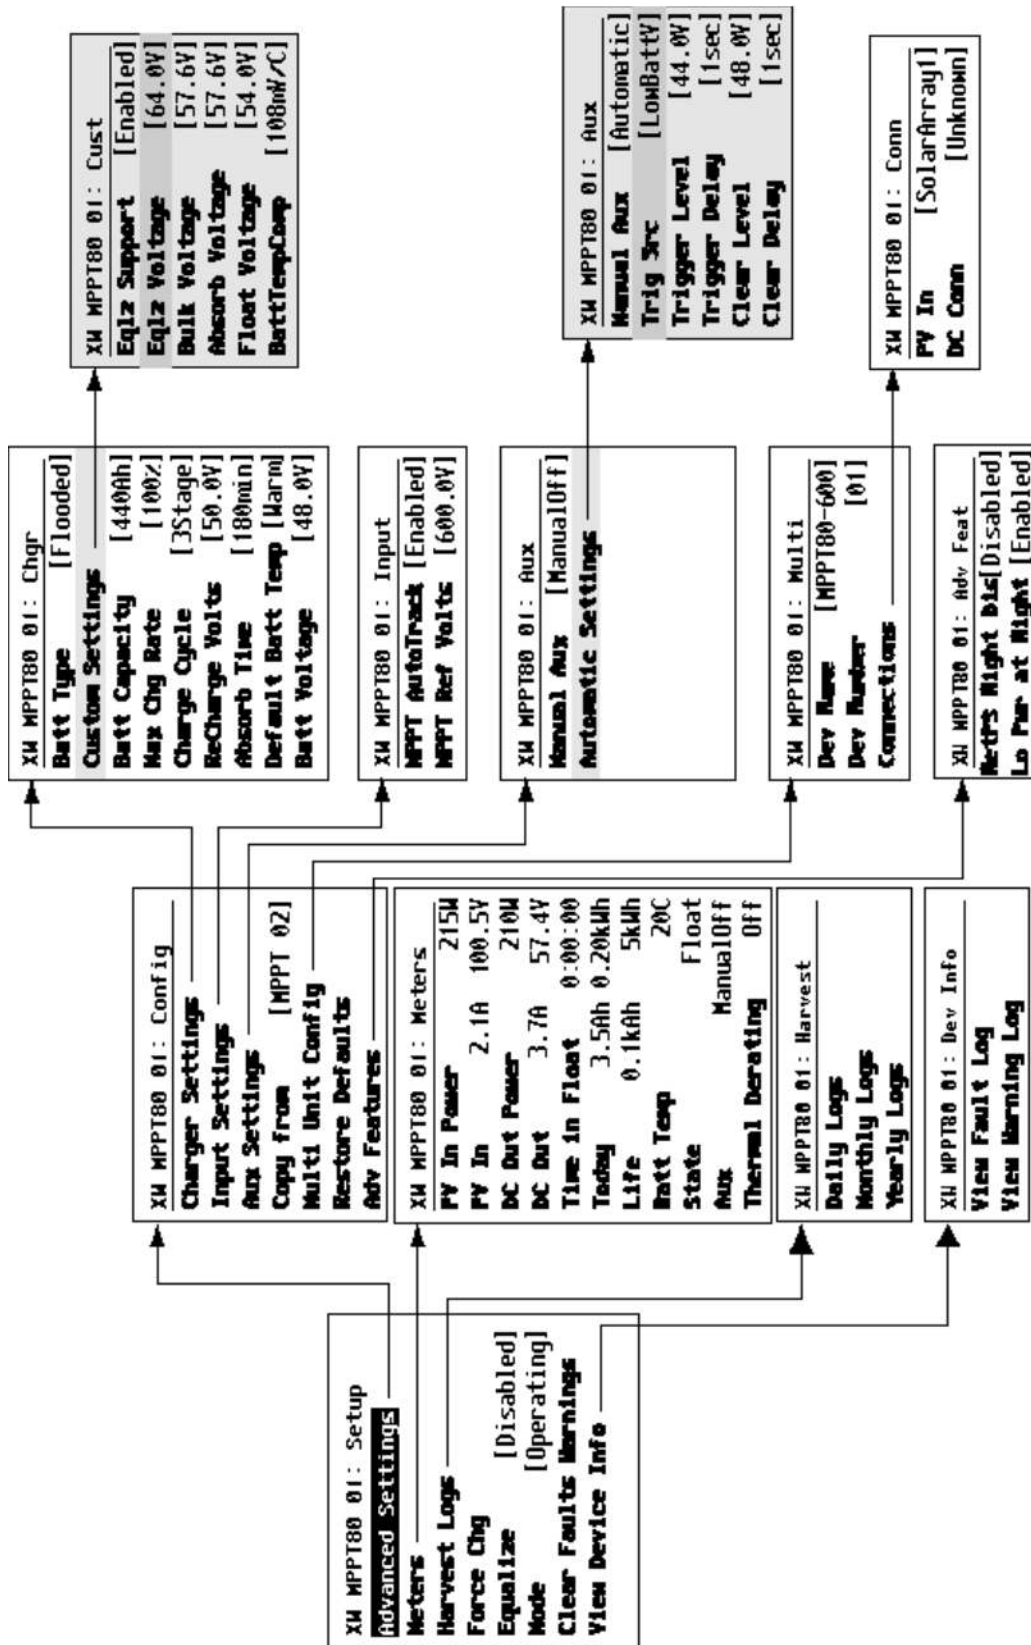 XW MPPT80 01: Setup
Advanced Settings
Meters
Harvest Logs
Force Chg
Equalize [Disabled]
Mode [Operating]
Clear Faults Warnings
View Device Info
XW MPPT80 01: Config
Charger Settings
Input Settings
Aux Settings
Copy from [MPPT 02]
Multi Unit Config
Restore Defaults
Adv Features
XW MPPT80 01: Meters
PV In Power 215W
PV In 2.1A 100.5V
DC Out Power 210W
DC Out 3.7A 57.4V
Time in Float 0:00:00
Today 3.5Ah 0.20kWh
Life 0.1kAh 5kWh
Batt Temp 20C
State Float
Aux ManualOff
Thermal Derating Off
XW MPPT80 01: Harvest
Daily Logs
Monthly Logs
Yearly Logs
XW MPPT80 01: Dev Info
View Fault Log
View Warning Log
XW MPPT80 01: Chgr
Batt Type [Flooded]
Custom Settings
Batt Capacity [440Ah]
Max Chg Rate [100%]
Charge Cycle [3Stage]
ReCharge Volts [50.0V]
Absorb Time [180min]
Default Batt Temp [Warm]
Batt Voltage [48.0V]
XW MPPT80 01: Input
MPPT AutoTrack [Enabled]
MPPT Ref Volts [600.0V]
XW MPPT80 01: Aux
Manual Aux [ManualOff]
Automatic Settings
XW MPPT80 01: Multi
Dev Name [MPPT80-600]
Dev Number [01]
Connections
XW MPPT80 01: Adv Feat
RetPS Night Dis[Disabled]
Lo Pwr at Night [Enabled]
XW MPPT80 01: Cust
Eqlz Support [Enabled]
Eqlz Voltage [64.0V]
Bulk Voltage [57.6V]
Absorb Voltage [57.6V]
Float Voltage [54.0V]
BattTempComp [108mV/C]
XW MPPT80 01: Aux
Manual Aux [Automatic]
Trig Src [LowBattV]
Trigger Level [44.0V]
Trigger Delay [1sec]
Clear Level [48.0V]
Clear Delay [1sec]
XW MPPT80 01: Conn
PV In [SolarArray1]
DC Conn [Unknown]